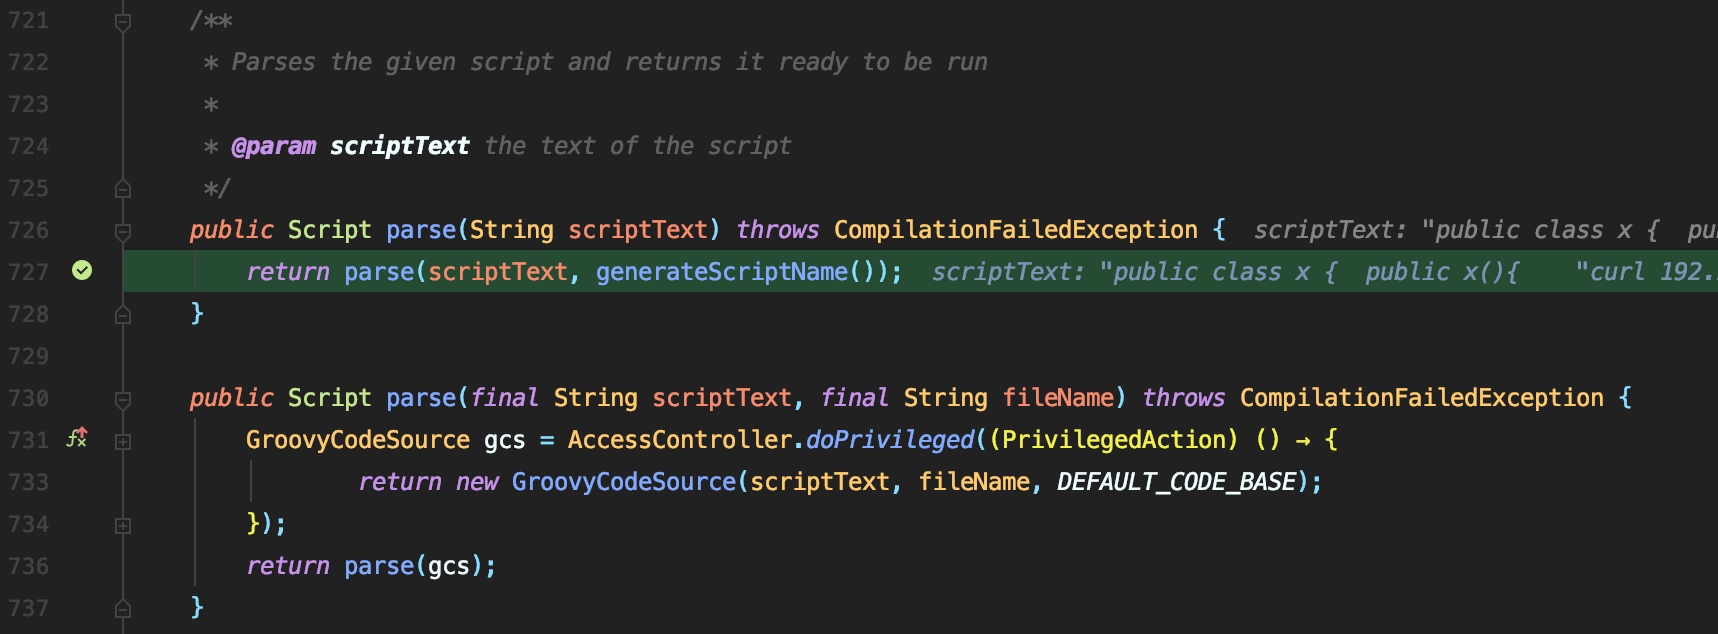 721 /**
722 * Parses the given script and returns it ready to be run
723 *
724 * @param scriptText the text of the script
725 */
726 public Script parse(String scriptText) throws CompilationFailedException { scriptText: "public class x { pu
727 return parse(scriptText, generateScriptName()); scriptText: "public class x { public x(){ "curl 192.
728 }
729
730 public Script parse(final String scriptText, final String fileName) throws CompilationFailedException {
731 GroovyCodeSource gcs = AccessController.doPrivileged((PrivilegedAction) () → {
733 return new GroovyCodeSource(scriptText, fileName, DEFAULT_CODE_BASE);
734 });
736 return parse(gcs);
737 }